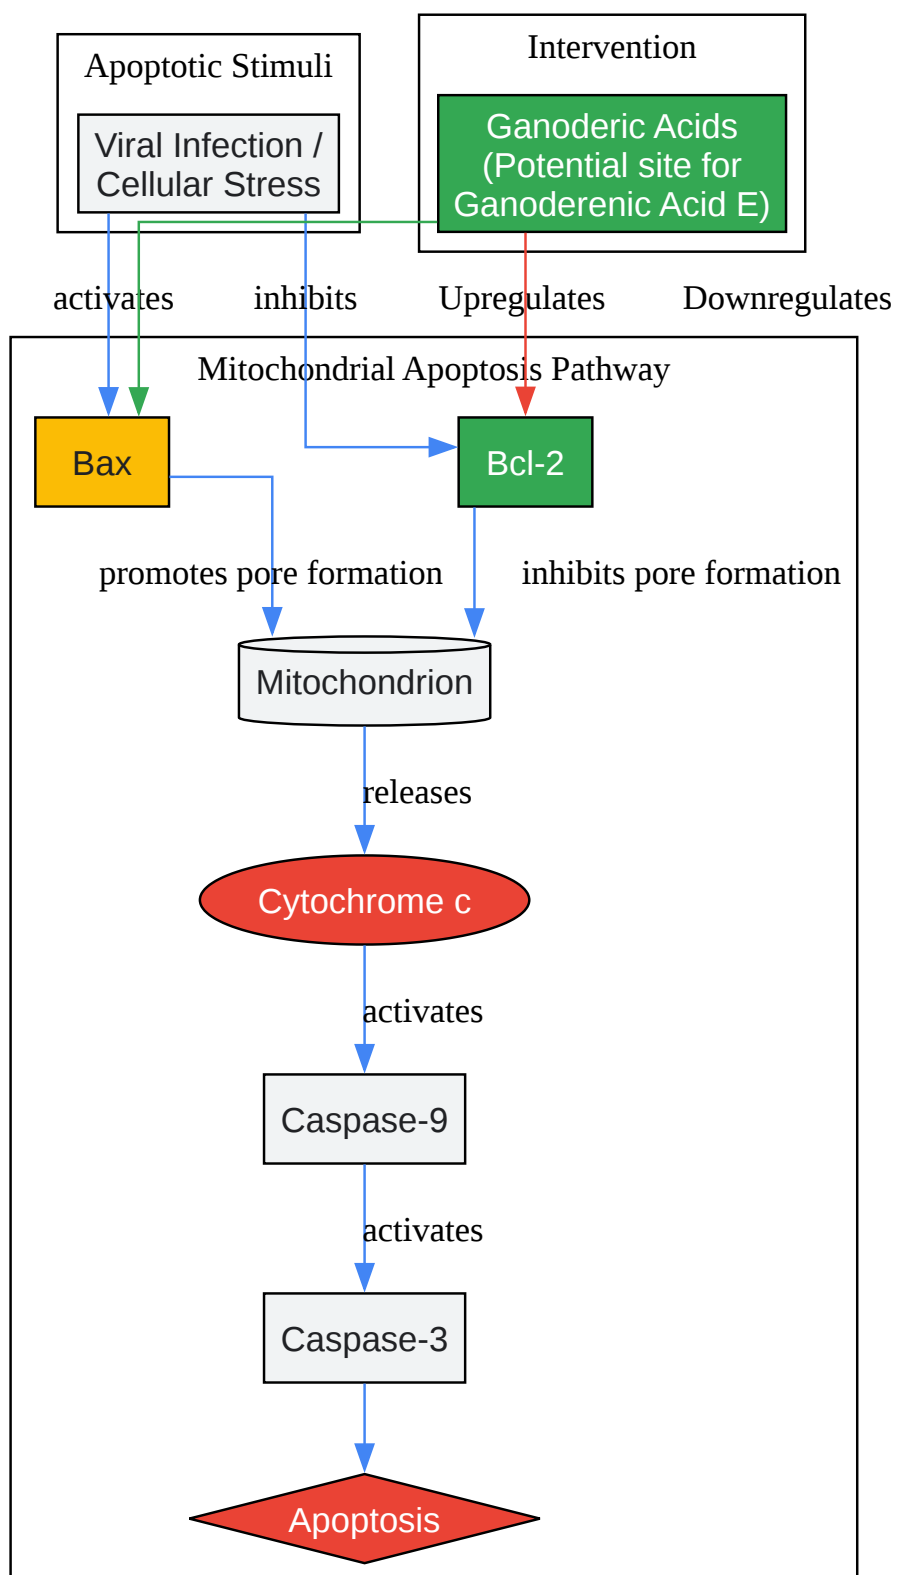 Apoptotic Stimuli
Intervention
Viral Infection /
Cellular Stress
Ganoderic Acids
(Potential site for
Ganoderenic Acid E)
activates
inhibits
Upregulates
Downregulates
Mitochondrial Apoptosis Pathway
Bax
Bcl-2
promotes pore formation
inhibits pore formation
Mitochondrion
releases
Cytochrome c
activates
Caspase-9
activates
Caspase-3
Apoptosis